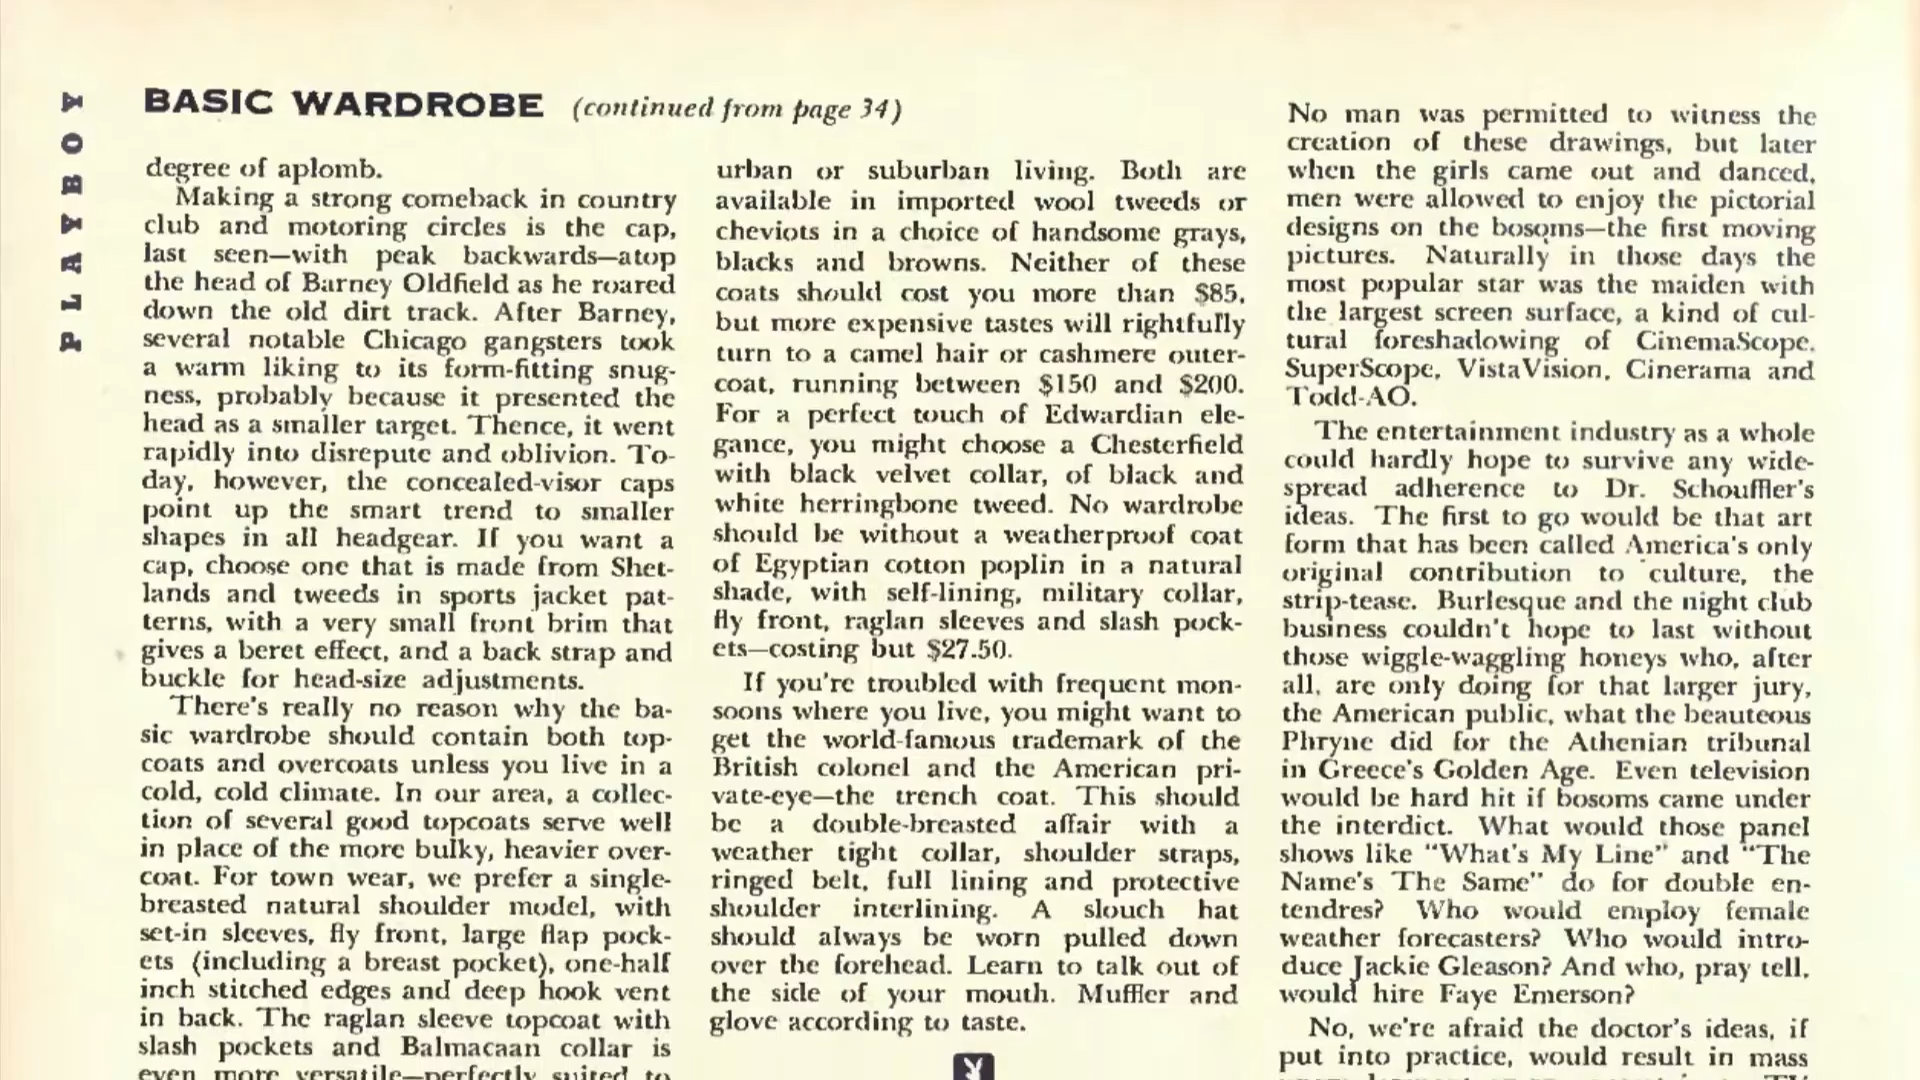 PLAYBOY
BASIC WARDROBE (continued from page 34)
degree of aplomb.
Making a strong comeback in country
club and motoring circles is the cap,
last seen—with peak backwards—atop
the head of Barney Oldfield as he roared
down the old dirt track. After Barney,
several notable Chicago gangsters took
a warm liking to its form-fitting snug-
ness, probably because it presented the
head as a smaller target. Thence, it went
rapidly into disrepute and oblivion. To-
day, however, the concealed-visor caps
point up the smart trend to smaller
shapes in all headgear. If you want a
cap, choose one that is made from Shet-
lands and tweeds in sports jacket pat-
terns, with a very small front brim that
gives a beret effect, and a back strap and
buckle for head-size adjustments.
There's really no reason why the ba-
sic wardrobe should contain both top-
coats and overcoats unless you live in a
cold, cold climate. In our area, a collec-
tion of several good topcoats serve well
in place of the more bulky, heavier over-
coat. For town wear, we prefer a single-
breasted natural shoulder model, with
set-in sleeves, fly front, large flap pock-
ets (including a breast pocket), one-half
inch stitched edges and deep hook vent
in back. The raglan sleeve topcoat with
slash pockets and Balmacaan collar is
even more versatile—perfectly suited to
urban or suburban living. Both are
available in imported wool tweeds or
cheviots in a choice of handsome grays,
blacks and browns. Neither of these
coats should cost you more than $85,
but more expensive tastes will rightfully
turn to a camel hair or cashmere outer-
coat, running between $150 and $200.
For a perfect touch of Edwardian ele-
gance, you might choose a Chesterfield
with black velvet collar, of black and
white herringbone tweed. No wardrobe
should be without a weatherproof coat
of Egyptian cotton poplin in a natural
shade, with self-lining, military collar,
fly front, raglan sleeves and slash pock-
ets—costing but $27.50.
If you're troubled with frequent mon-
soons where you live, you might want to
get the world-famous trademark of the
British colonel and the American pri-
vate-eye—the trench coat. This should
be a double-breasted affair with a
weather tight collar, shoulder straps,
ringed belt, full lining and protective
shoulder interlining. A slouch hat
should always be worn pulled down
over the forehead. Learn to talk out of
the side of your mouth. Muffler and
glove according to taste.
No man was permitted to witness the
creation of these drawings, but later
when the girls came out and danced,
men were allowed to enjoy the pictorial
designs on the bosoms—the first moving
pictures. Naturally in those days the
most popular star was the maiden with
the largest screen surface, a kind of cul-
tural foreshadowing of CinemaScope,
SuperScope, VistaVision, Cinerama and
Todd-AO.
The entertainment industry as a whole
could hardly hope to survive any wide-
spread adherence to Dr. Schouffler's
ideas. The first to go would be that art
form that has been called America's only
original contribution to culture, the
strip-tease. Burlesque and the night club
business couldn't hope to last without
those wiggle-waggling honeys who, after
all, are only doing for that larger jury,
the American public, what the beauteous
Phryne did for the Athenian tribunal
in Greece's Golden Age. Even television
would be hard hit if bosoms came under
the interdict. What would those panel
shows like "What's My Line" and "The
Name's The Same" do for double en-
tendres? Who would employ female
weather forecasters? Who would intro-
duce Jackie Gleason? And who, pray tell,
would hire Faye Emerson?
No, we're afraid the doctor's ideas, if
put into practice, would result in mass